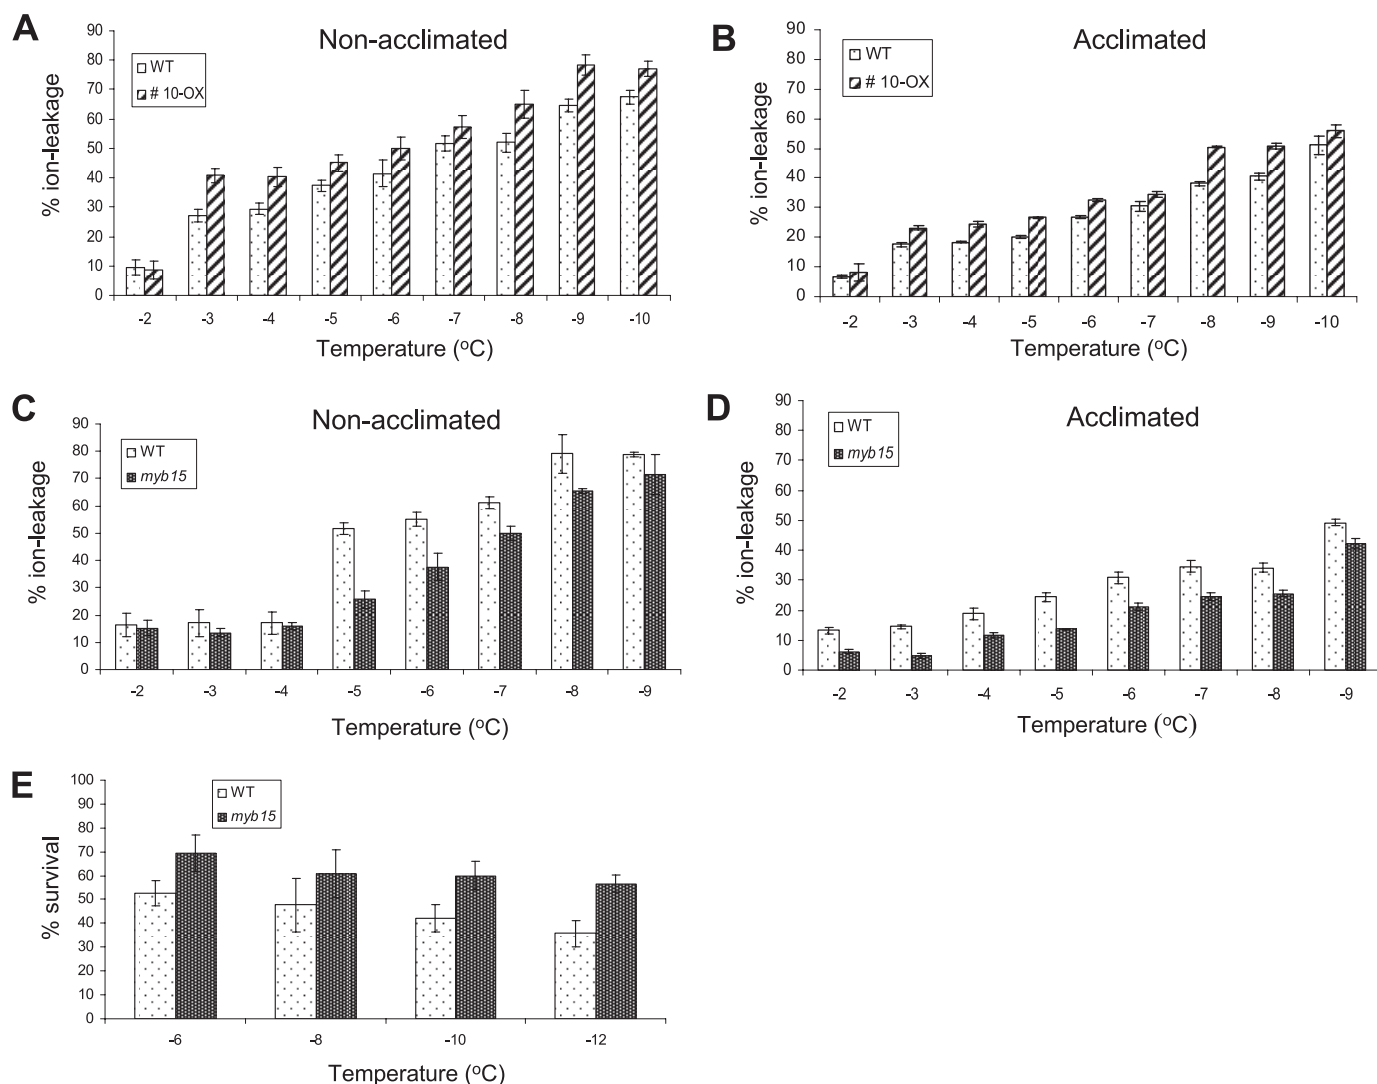 A
Non-acclimated
90
80
70
60
50
40
30
20
10
0
% ion-leakage
WT
# 10-OX
-2 -3 -4 -5 -6 -7 -8 -9 -10
Temperature (ºC)
B
Acclimated
90
80
70
60
50
40
30
20
10
0
% ion-leakage
WT
# 10-OX
-2 -3 -4 -5 -6 -7 -8 -9 -10
Temperature (ºC)
C
Non-acclimated
90
80
70
60
50
40
30
20
10
0
% ion-leakage
WT
myb15
-2 -3 -4 -5 -6 -7 -8 -9
Temperature (ºC)
D
Acclimated
90
80
70
60
50
40
30
20
10
0
% ion-leakage
WT
myb15
-2 -3 -4 -5 -6 -7 -8 -9
Temperature (ºC)
E
100
90
80
70
60
50
40
30
20
10
0
% survival
WT
myb15
-6 -8 -10 -12
Temperature (ºC)